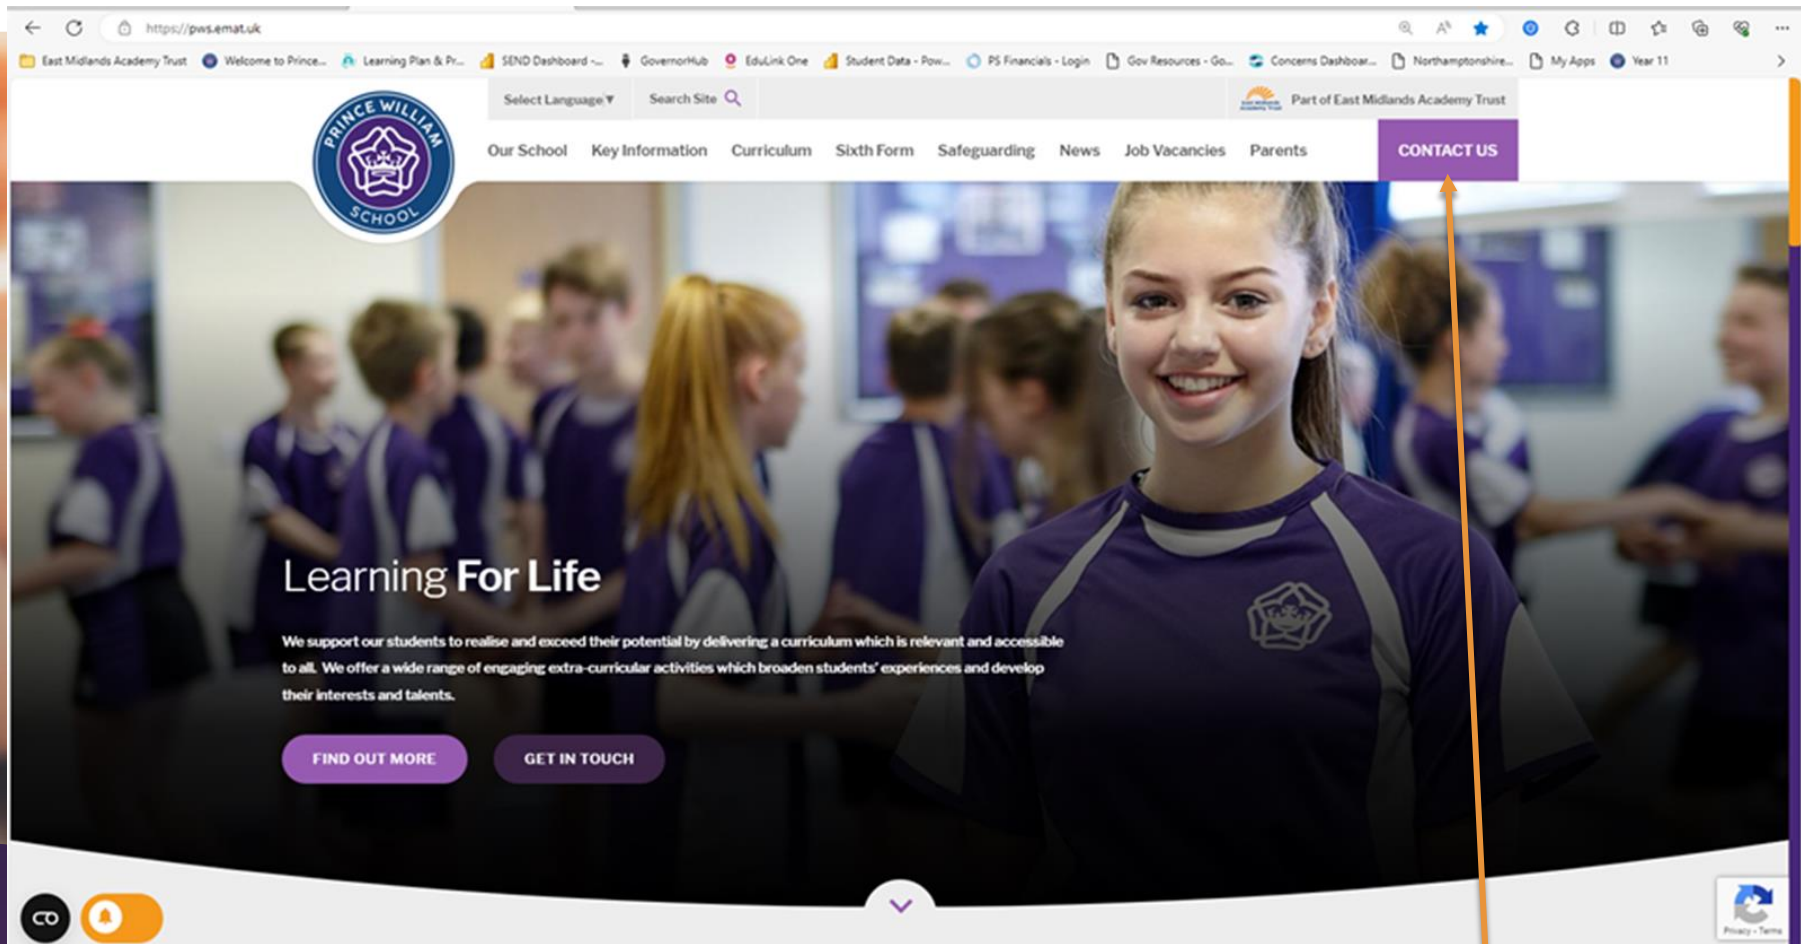 https://pws.emat.uk
East Midlands Academy Trust Welcome to Prince... Learning Plan & Pr... SEND Dashboard -... GovernorHub EduLink One Student Data - Pow... PS Financials - Login Gov Resources - Go... Concerns Dashboar... Northamptonshire... My Apps Year 11
Select Language▼ Search Site
Part of East Midlands Academy Trust
PRINCE WILLIAM
SCHOOL
Our School Key Information Curriculum Sixth Form Safeguarding News Job Vacancies Parents CONTACT US
Learning For Life
We support our students to realise and exceed their potential by delivering a curriculum which is relevant and accessible
to all. We offer a wide range of engaging extra-curricular activities which broaden students' experiences and develop
their interests and talents.
FIND OUT MORE GET IN TOUCH
Privacy - Terms